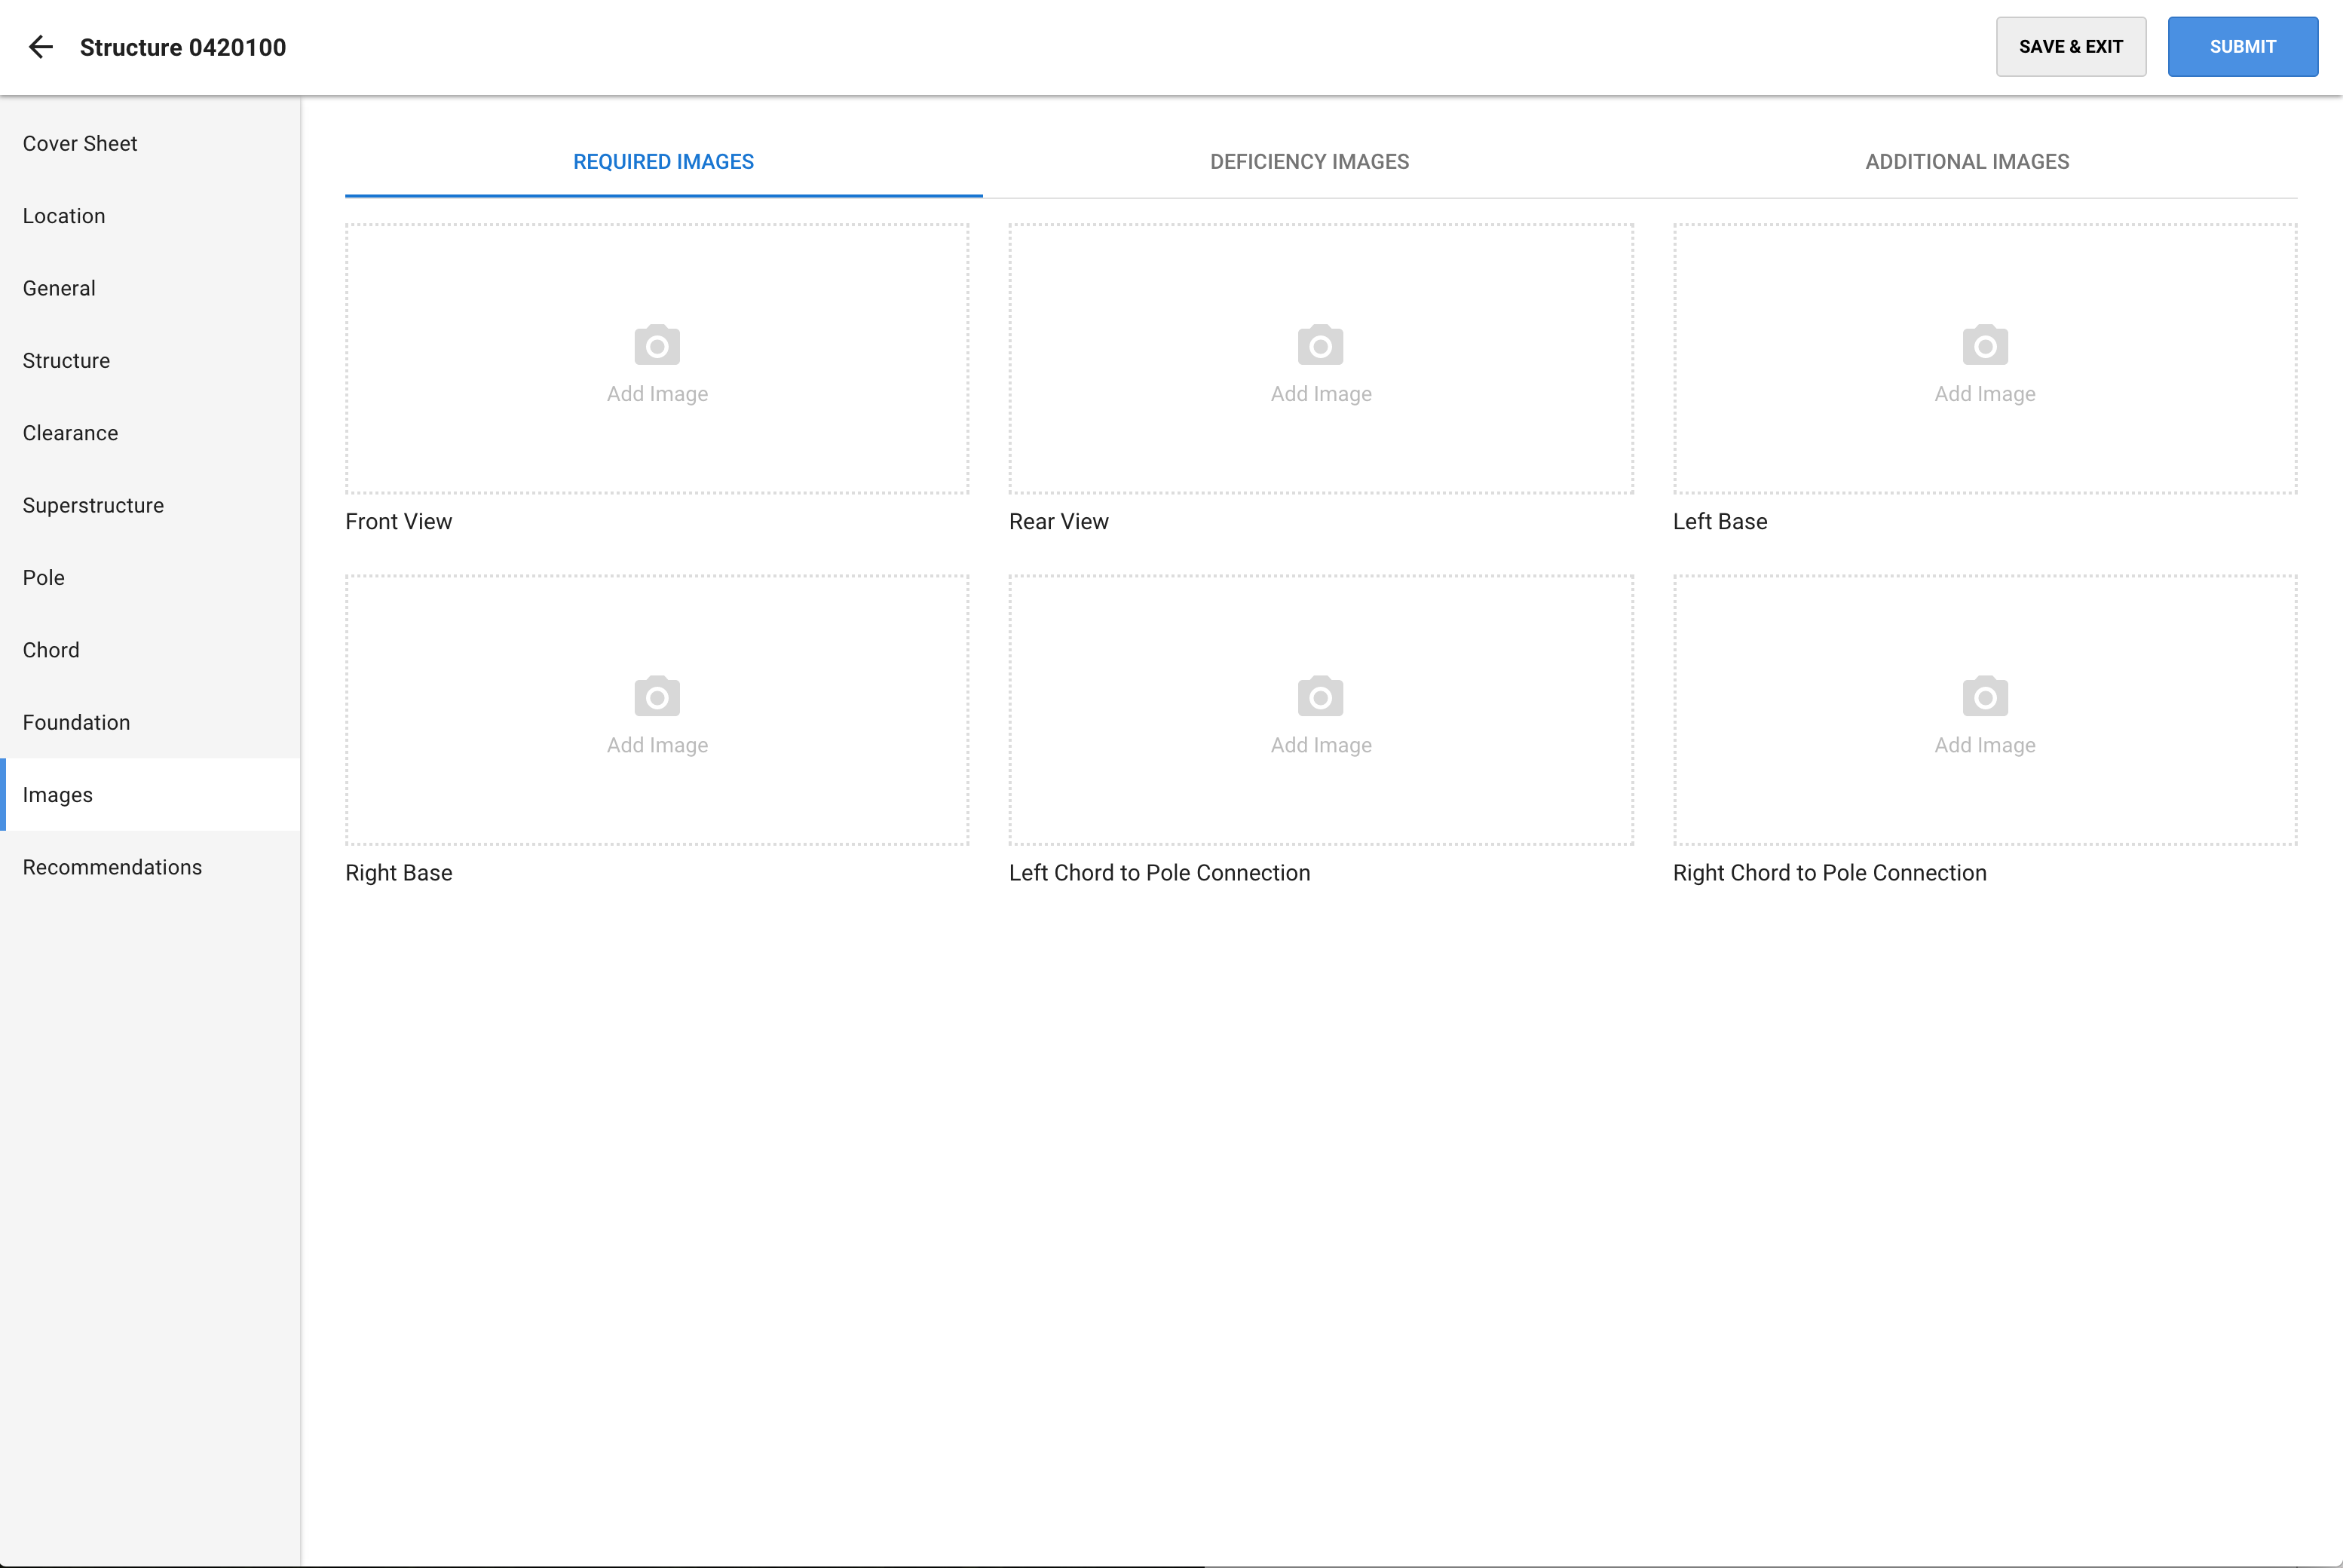 Structure 0420100
SAVE & EXIT
SUBMIT
Cover Sheet
Location
General
Structure
Clearance
Superstructure
Pole
Chord
Foundation
Images
Recommendations
REQUIRED IMAGES
DEFICIENCY IMAGES
ADDITIONAL IMAGES
Add Image
Add Image
Add Image
Front View
Rear View
Left Base
Add Image
Add Image
Add Image
Right Base
Left Chord to Pole Connection
Right Chord to Pole Connection